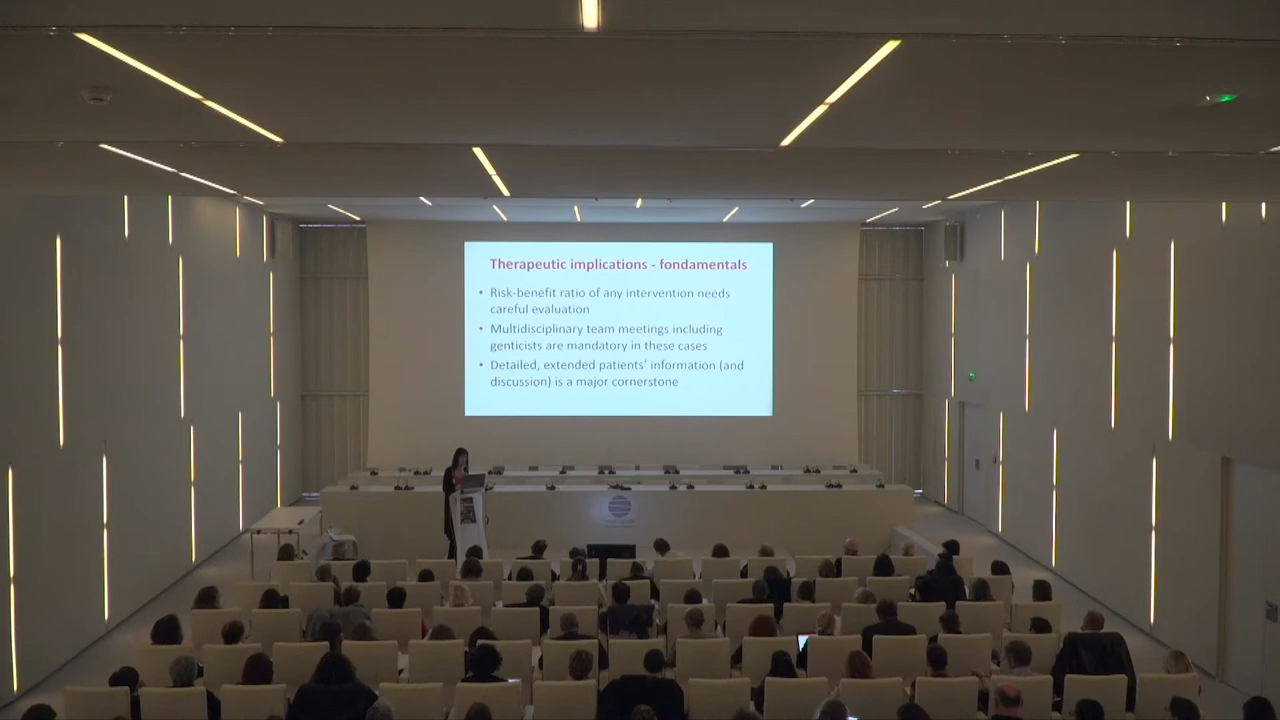 Therapeutic implications - fondamentals
• Risk-benefit ratio of any intervention needs
careful evaluation
• Multidisciplinary team meetings including
genticists are mandatory in these cases
• Detailed, extended patients' information (and
discussion) is a major cornerstone